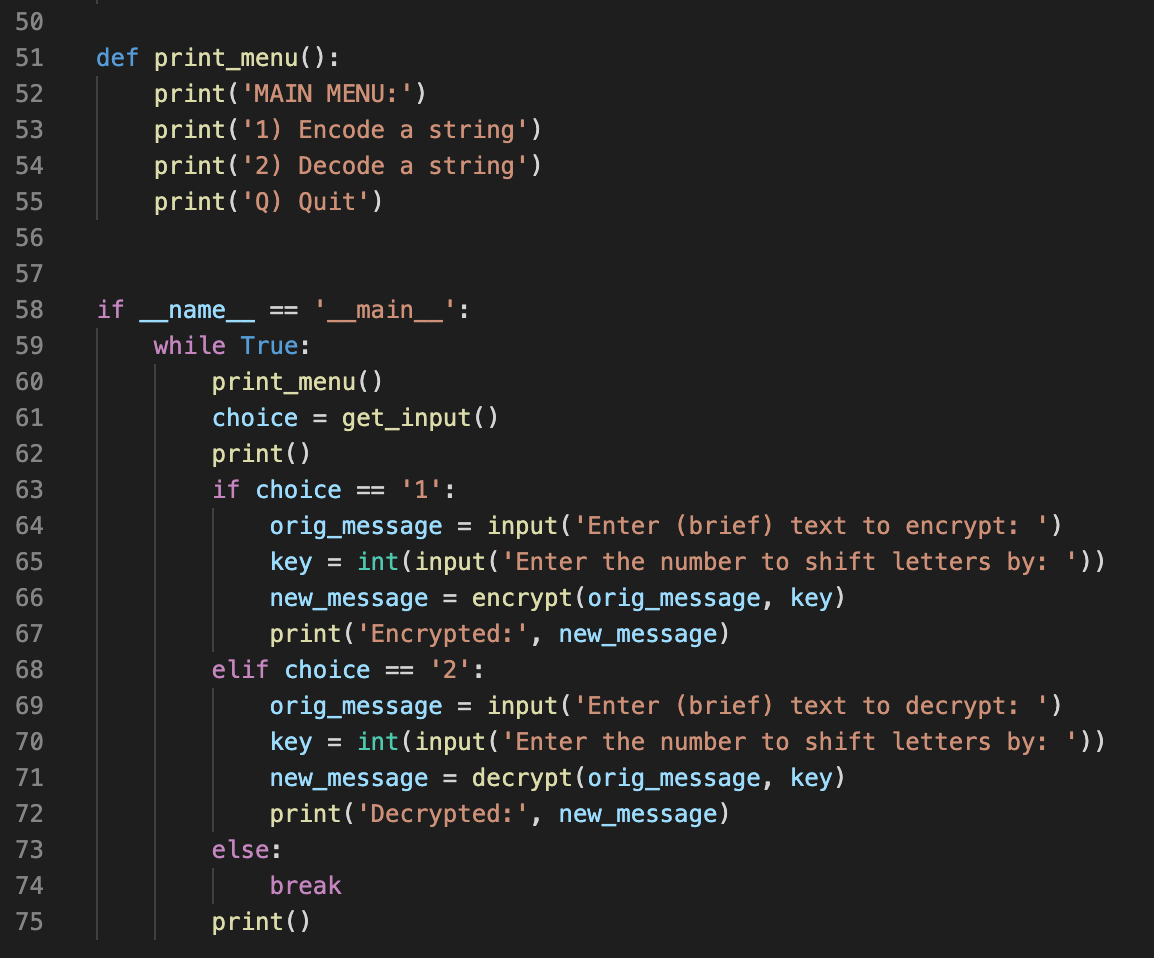 50
51 def print_menu():
52     print('MAIN MENU:')
53     print('1) Encode a string')
54     print('2) Decode a string')
55     print('Q) Quit')
56
57
58 if __name__ == '__main__':
59     while True:
60         print_menu()
61         choice = get_input()
62         print()
63         if choice == '1':
64             orig_message = input('Enter (brief) text to encrypt: ')
65             key = int(input('Enter the number to shift letters by: '))
66             new_message = encrypt(orig_message, key)
67             print('Encrypted:', new_message)
68         elif choice == '2':
69             orig_message = input('Enter (brief) text to decrypt: ')
70             key = int(input('Enter the number to shift letters by: '))
71             new_message = decrypt(orig_message, key)
72             print('Decrypted:', new_message)
73         else:
74             break
75         print()